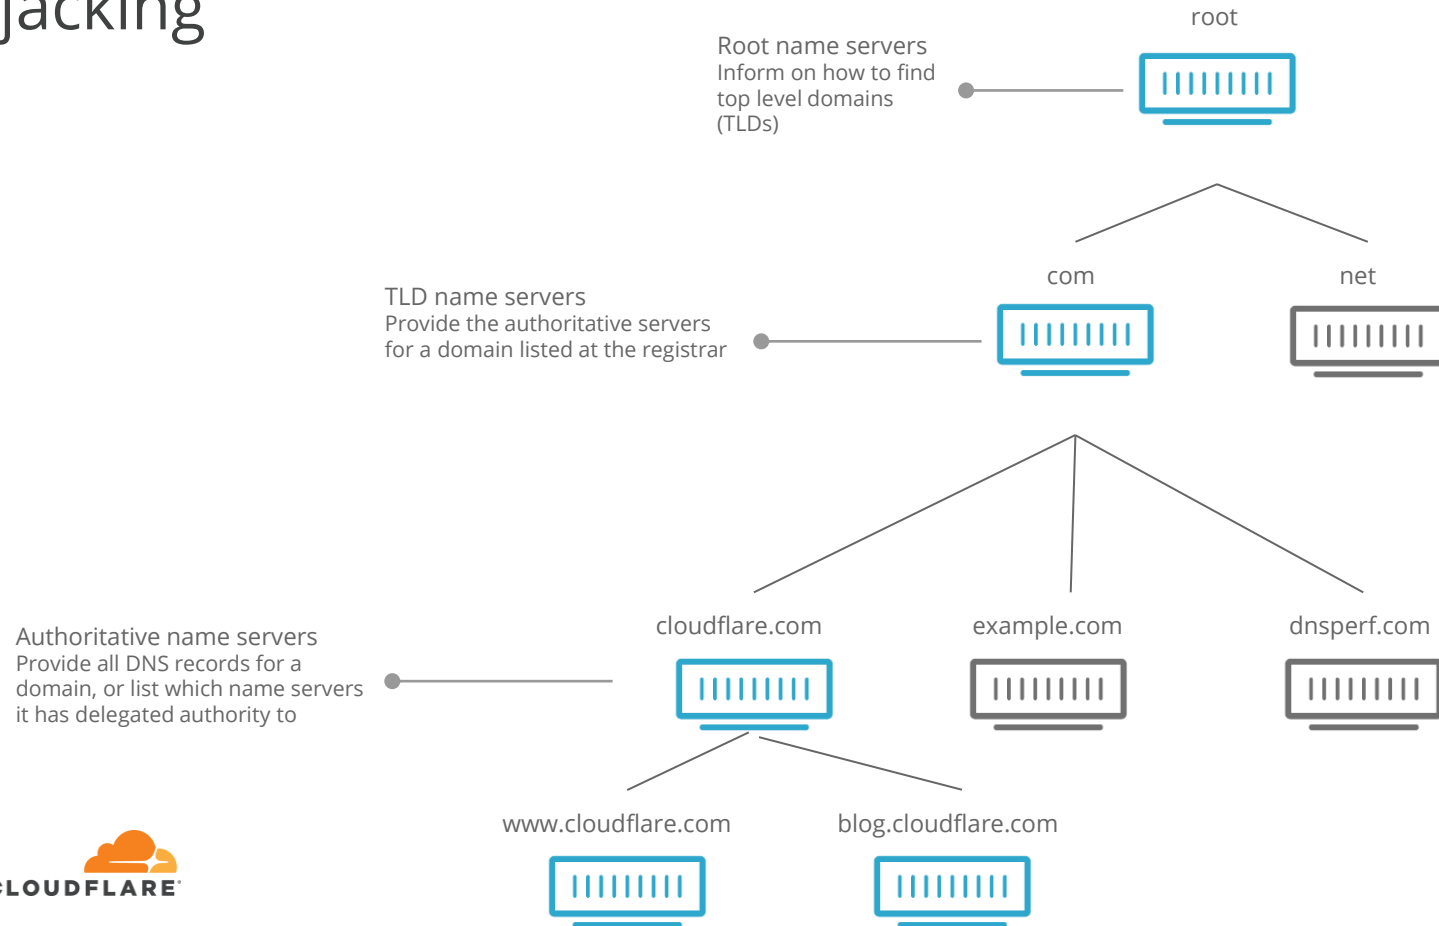 jacking
root
Root name servers
Inform on how to find
top level domains
(TLDs)
com
net
TLD name servers
Provide the authoritative servers
for a domain listed at the registrar
cloudflare.com
example.com
dnsperf.com
Authoritative name servers
Provide all DNS records for a
domain, or list which name servers
it has delegated authority to
www.cloudflare.com
blog.cloudflare.com
CLOUDFLARE